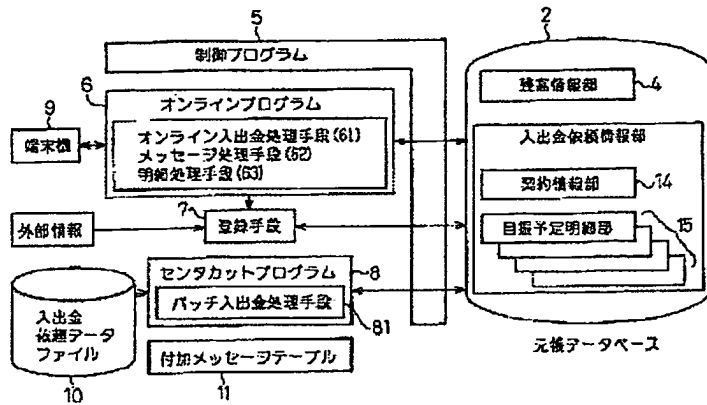 5
制御プログラム
2
残高情報部
4
6
オンラインプログラム
9
端末機
オンライン入出金処理手段(61)
メッセージ処理手段(62)
明細処理手段(63)
入出金依頼情報部
契約情報部
14
7
外部情報
登録手段
自振予定明細部
15
センタカットプログラム
8
バッチ入出金処理手段
81
入出金
依頼データ
ファイル
10
付加メッセージテーブル
11
元帳データベース